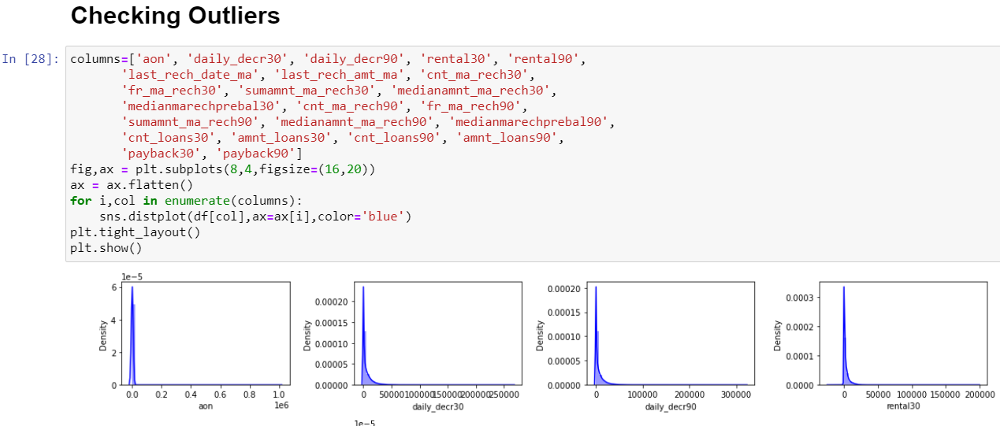 Checking Outliers
In [28]: columns=['aon', 'daily_decr30', 'daily_decr90', 'rental30', 'rental90',
'last_rech_date_ma', 'last_rech_amt_ma', 'cnt_ma_rech30',
'fr_ma_rech30', 'sumamnt_ma_rech30', 'medianamnt_ma_rech30',
'medianmarechprebal30', 'cnt_ma_rech90', 'fr_ma_rech90',
'sumamnt_ma_rech90', 'medianamnt_ma_rech90', 'medianmarechprebal90',
'cnt_loans30', 'amnt_loans30', 'cnt_loans90', 'amnt_loans90',
'payback30', 'payback90']
fig,ax = plt.subplots(8,4,figsize=(16,20))
ax = ax.flatten()
for i,col in enumerate(columns):
sns.distplot(df[col],ax=ax[i],color='blue')
plt.tight_layout()
plt.show()
1e−5
6
4
2
0
Density
0.0 0.2 0.4 0.6 0.8 1.0
1e6
aon
0.00020
0.00015
0.00010
0.00005
0.00000
Density
0 50000 100000 150000 200000 250000
daily_decr30
0.00020
0.00015
0.00010
0.00005
0.00000
Density
0 100000 200000 300000
daily_decr90
0.0003
0.0002
0.0001
0.0000
Density
0 50000 100000 150000 200000
rental30
1e−5